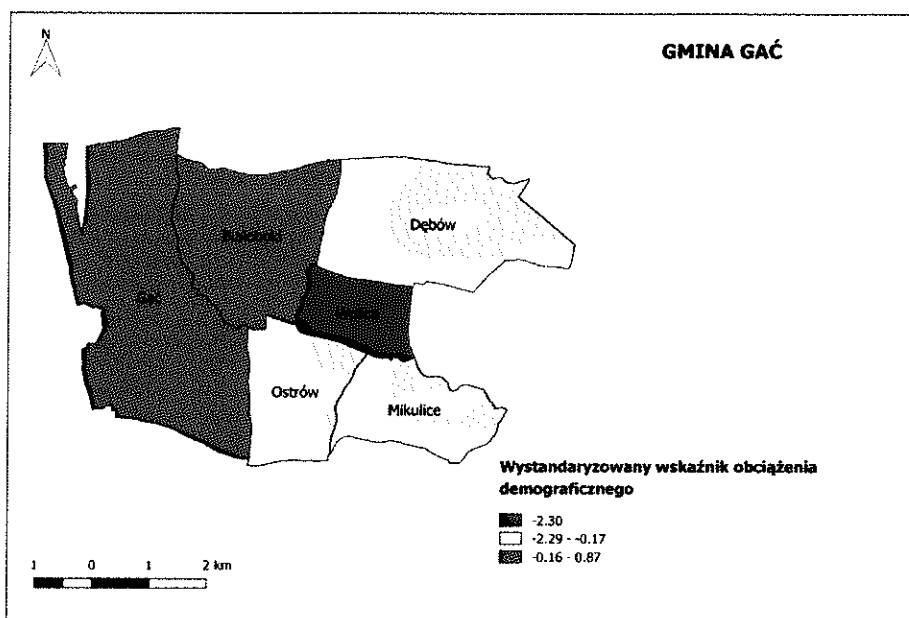 N
GMINA GAĆ
Dębów
Gać
Ostrów
Mikulice
Wystandaryzowany wskaźnik obciążenia
demograficznego
-2.30
-2.29 - -0.17
-0.16 - 0.87
1 0 1 2 km